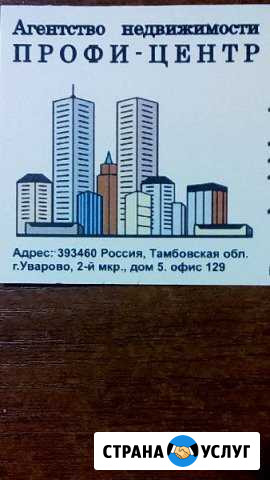 Агентство недвижимости
ПРОФИ-ЦЕНТР
Адрес: 393460 Россия, Тамбовская обл.
г.Уварово, 2-й мкр., дом 5. офис 129
СТРАНА УСЛУГ